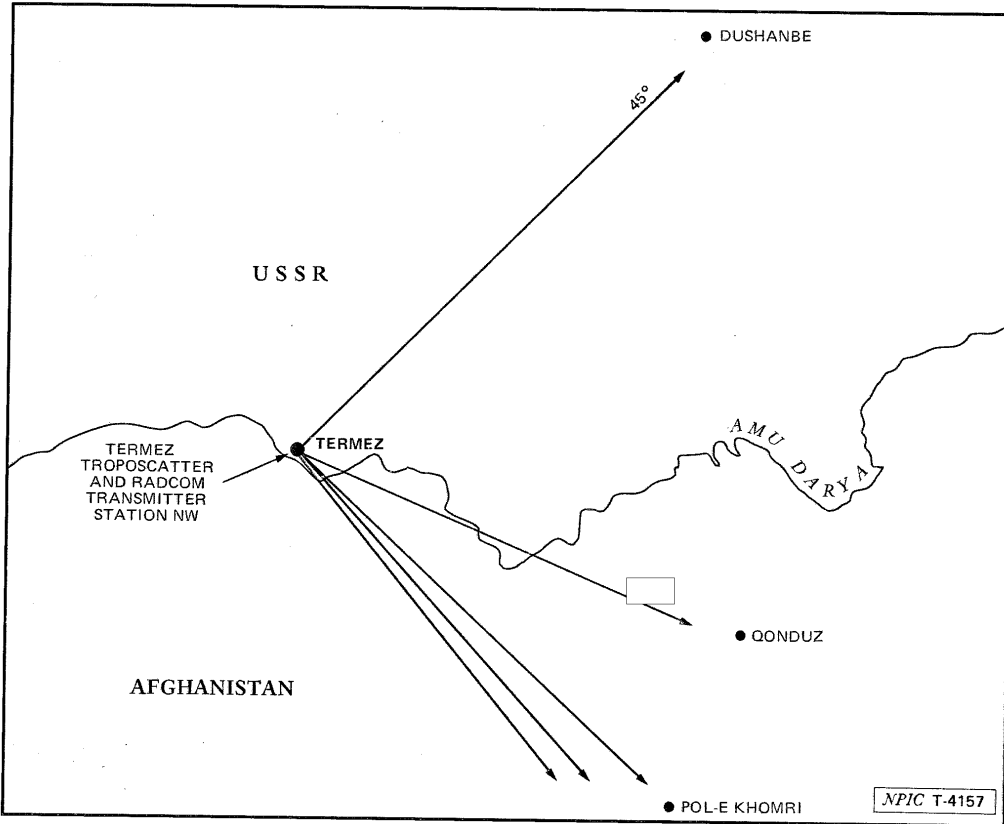 DUSHANBE
45°
USSR
TERMEZ
TERMEZ
TROPOSCATTER
AND RADCOM
TRANSMITTER
STATION NW
AMU DARYA
QONDUZ
AFGHANISTAN
POL-E KHOMRI
NPIC T-4157